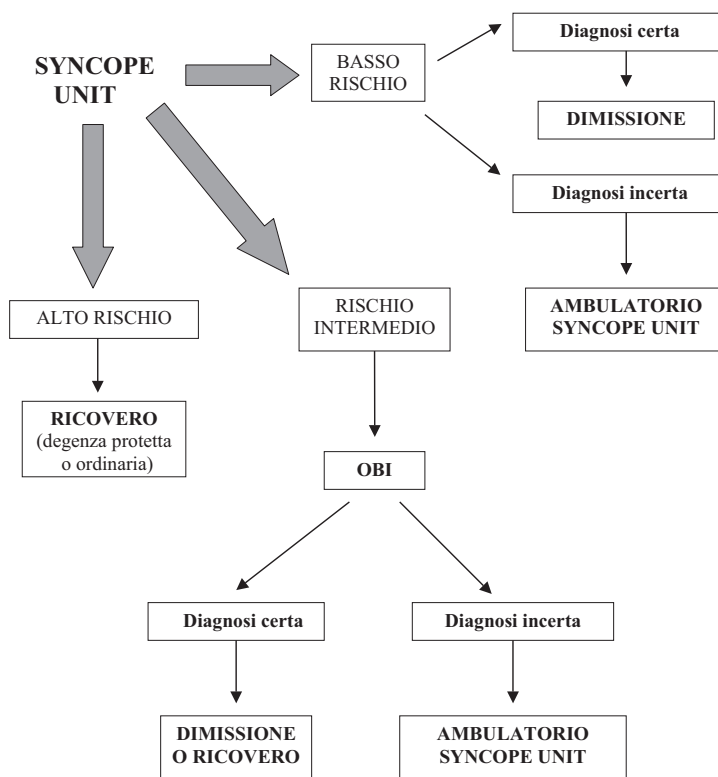 SYNCOPE
UNIT
BASSO
RISCHIO
Diagnosi certa
DIMISSIONE
Diagnosi incerta
AMBULATORIO
SYNCOPE UNIT
ALTO RISCHIO
RICOVERO
(degenza protetta
o ordinaria)
RISCHIO
INTERMEDIO
OBI
Diagnosi certa
DIMISSIONE
O RICOVERO
Diagnosi incerta
AMBULATORIO
SYNCOPE UNIT